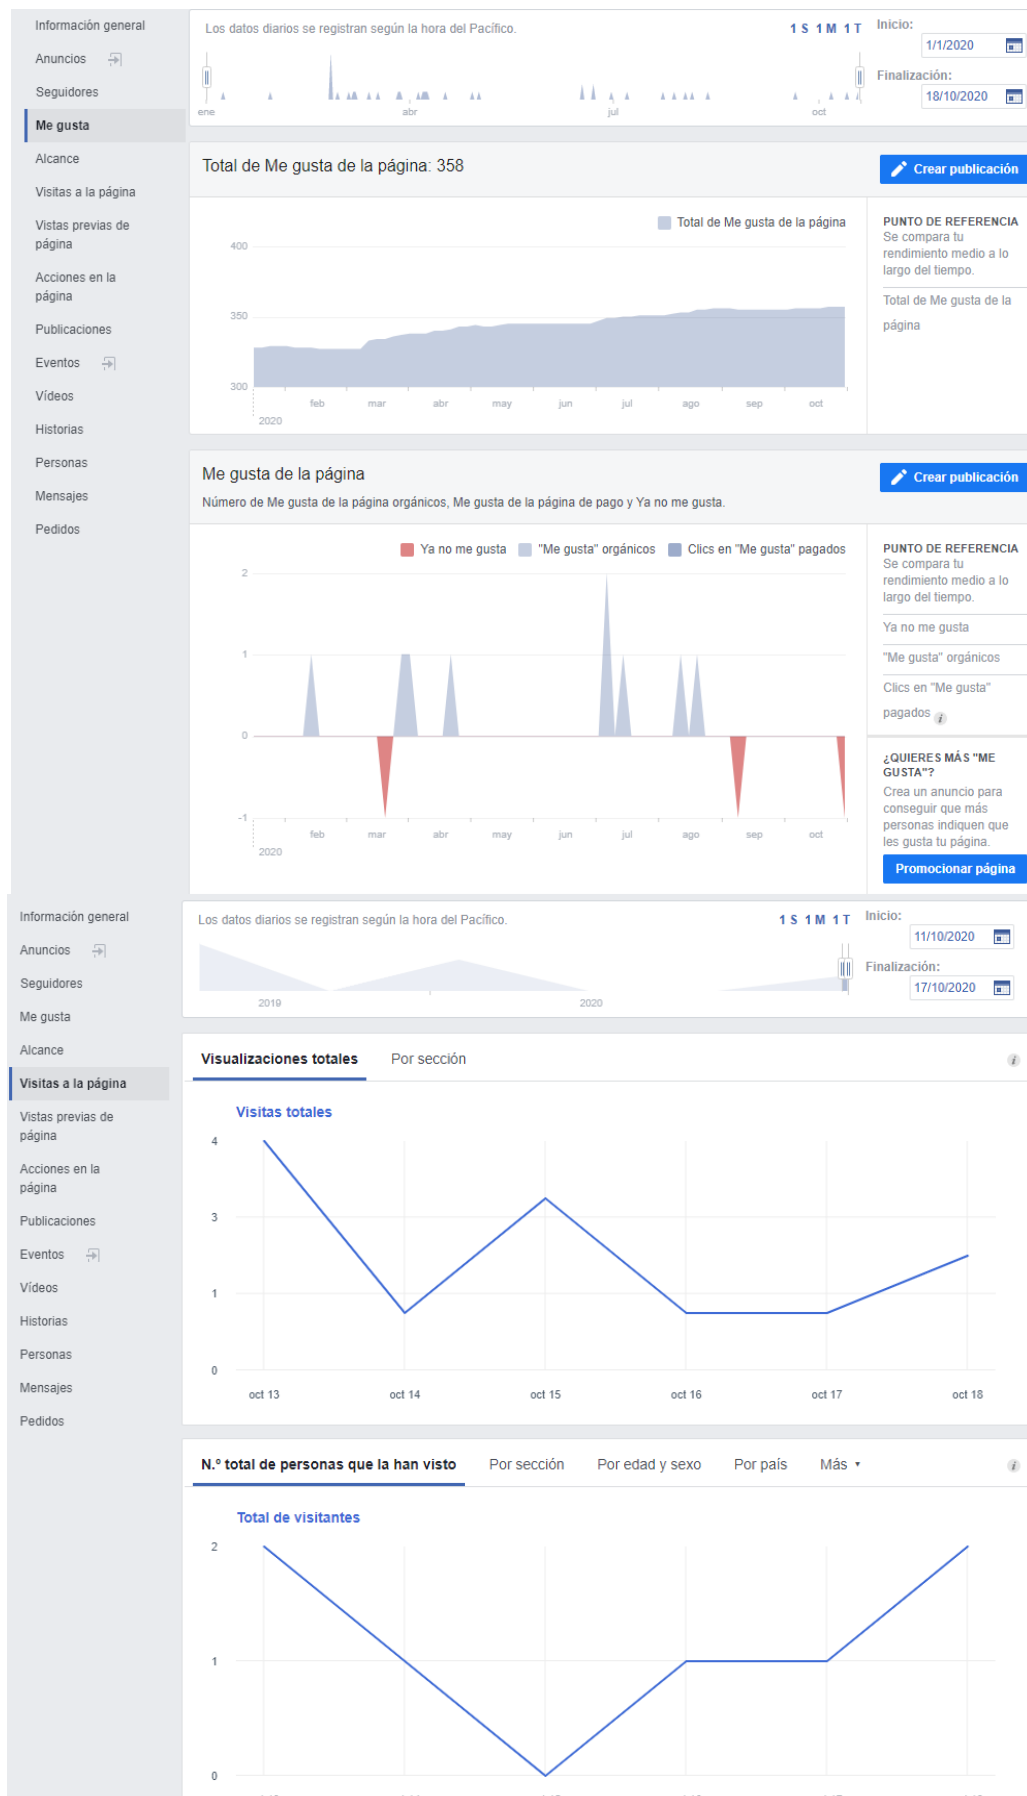 Información general
Anuncios
Seguidores
Me gusta
Alcance
Visitas a la página
Vistas previas de
página
Acciones en la
página
Publicaciones
Eventos
Vídeos
Historias
Personas
Mensajes
Pedidos
Los datos diarios se registran según la hora del Pacífico.
1 S 1 M 1 T
Inicio:
1/1/2020
Finalización:
18/10/2020
ene abr jul oct
Total de Me gusta de la página: 358
Crear publicación
Total de Me gusta de la página
400
350
300
feb mar abr may jun jul ago sep oct
2020
PUNTO DE REFERENCIA
Se compara tu
rendimiento medio a lo
largo del tiempo.
Total de Me gusta de la
página
Me gusta de la página
Número de Me gusta de la página orgánicos, Me gusta de la página de pago y Ya no me gusta.
Crear publicación
Ya no me gusta "Me gusta" orgánicos Clics en "Me gusta" pagados
2
1
0
-1
feb mar abr may jun jul ago sep oct
2020
PUNTO DE REFERENCIA
Se compara tu
rendimiento medio a lo
largo del tiempo.
Ya no me gusta
"Me gusta" orgánicos
Clics en "Me gusta"
pagados
¿QUIERES MÁS "ME
GUSTA"?
Crea un anuncio para
conseguir que más
personas indiquen que
les gusta tu página.
Promocionar página
Información general
Anuncios
Seguidores
Me gusta
Alcance
Visitas a la página
Vistas previas de
página
Acciones en la
página
Publicaciones
Eventos
Vídeos
Historias
Personas
Mensajes
Pedidos
Los datos diarios se registran según la hora del Pacífico.
1 S 1 M 1 T
Inicio:
11/10/2020
Finalización:
17/10/2020
2019 2020
Visualizaciones totales Por sección
Visitas totales
4
3
1
0
oct 13 oct 14 oct 15 oct 16 oct 17 oct 18
N.º total de personas que la han visto Por sección Por edad y sexo Por país Más
Total de visitantes
2
1
0